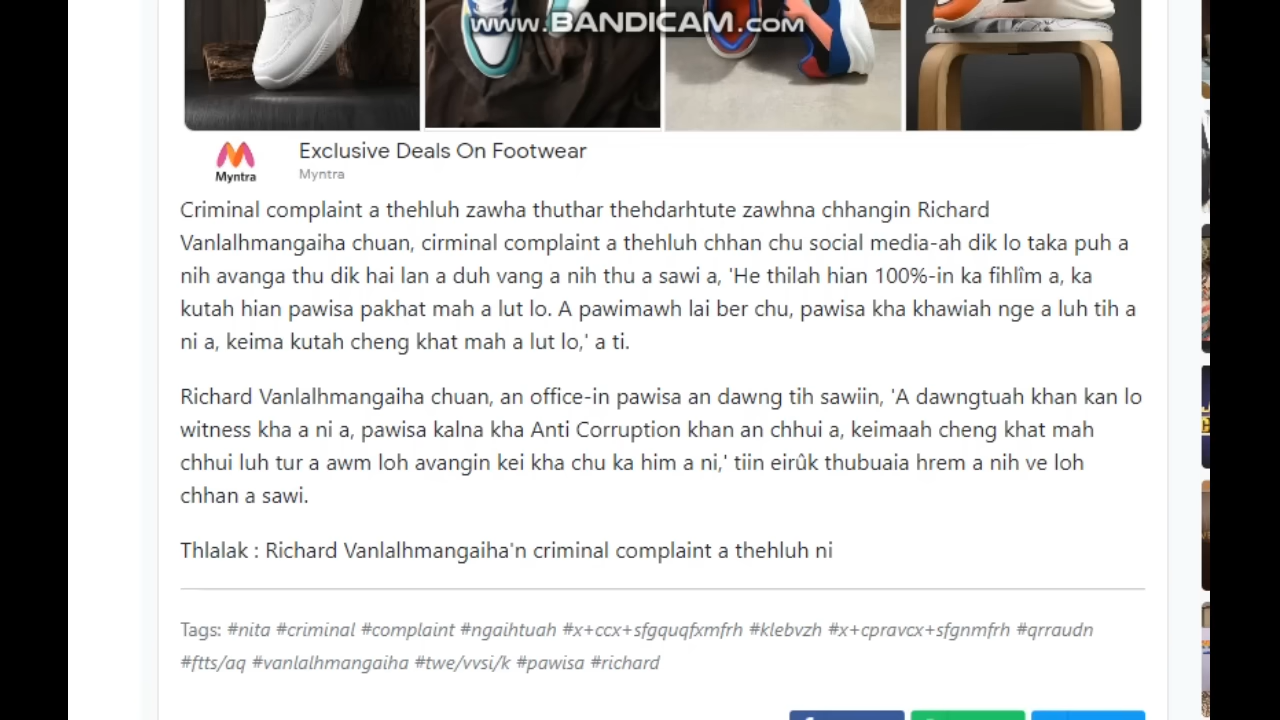 www.BANDICAM.COM
Exclusive Deals On Footwear
Myntra
Myntra
Criminal complaint a thehluh zawha thuthar thehdarhtute zawhna chhangin Richard
Vanlalhmangaiha chuan, cirminal complaint a thehluh chhan chu social media-ah dik lo taka puh a
nih avanga thu dik hai lan a duh vang a nih thu a sawi a, 'He thilah hian 100%-in ka fihlîm a, ka
kutah hian pawisa pakhat mah a lut lo. A pawimawh lai ber chu, pawisa kha khawiah nge a luh tih a
ni a, keima kutah cheng khat mah a lut lo,' a ti.
Richard Vanlalhmangaiha chuan, an office-in pawisa an dawng tih sawiin, 'A dawngtuah khan kan lo
witness kha a ni a, pawisa kalna kha Anti Corruption khan an chhui a, keimaah cheng khat mah
chhui luh tur a awm loh avangin kei kha chu ka him a ni,' tiin eirûk thubuaia hrem a nih ve loh
chhan a sawi.
Thlalak : Richard Vanlalhmangaiha'n criminal complaint a thehluh ni
Tags: #nita #criminal #complaint #ngaihtuah #x+ccx+sfgquqfxmfrh #klebvzh #x+cpravcx+sfgnmfrh #qrraudn
#ftts/aq #vanlalhmangaiha #twe/vvsi/k #pawisa #richard